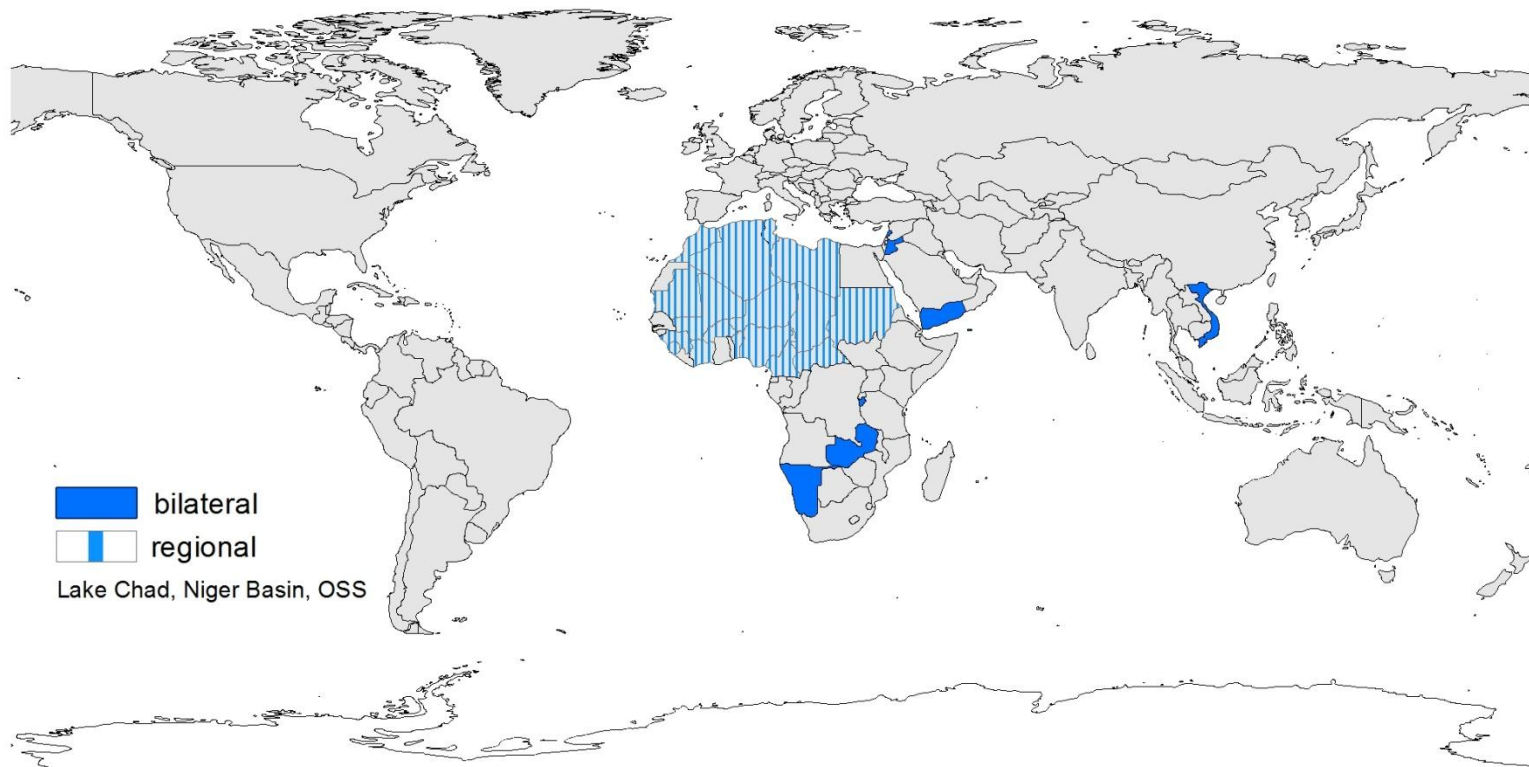 bilateral
regional
Lake Chad, Niger Basin, OSS